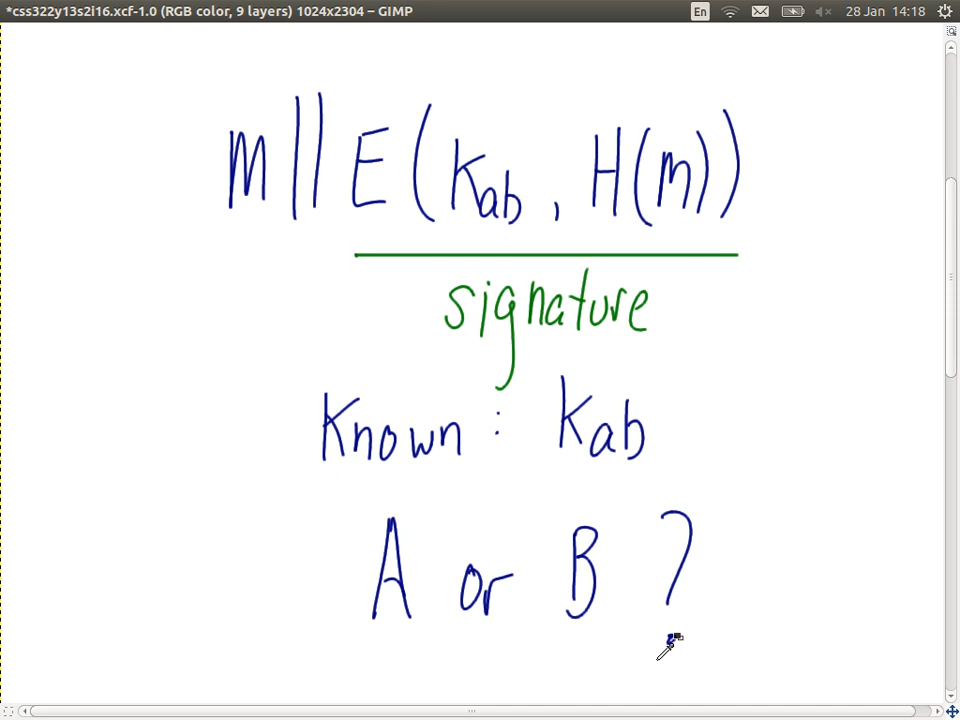 *css322y13s2i16.xcf-1.0 (RGB color, 9 layers) 1024x2304 – GIMP
En
28 Jan 14:18
M || E (Kab, H(m))
signature
Known : Kab
A or B ?